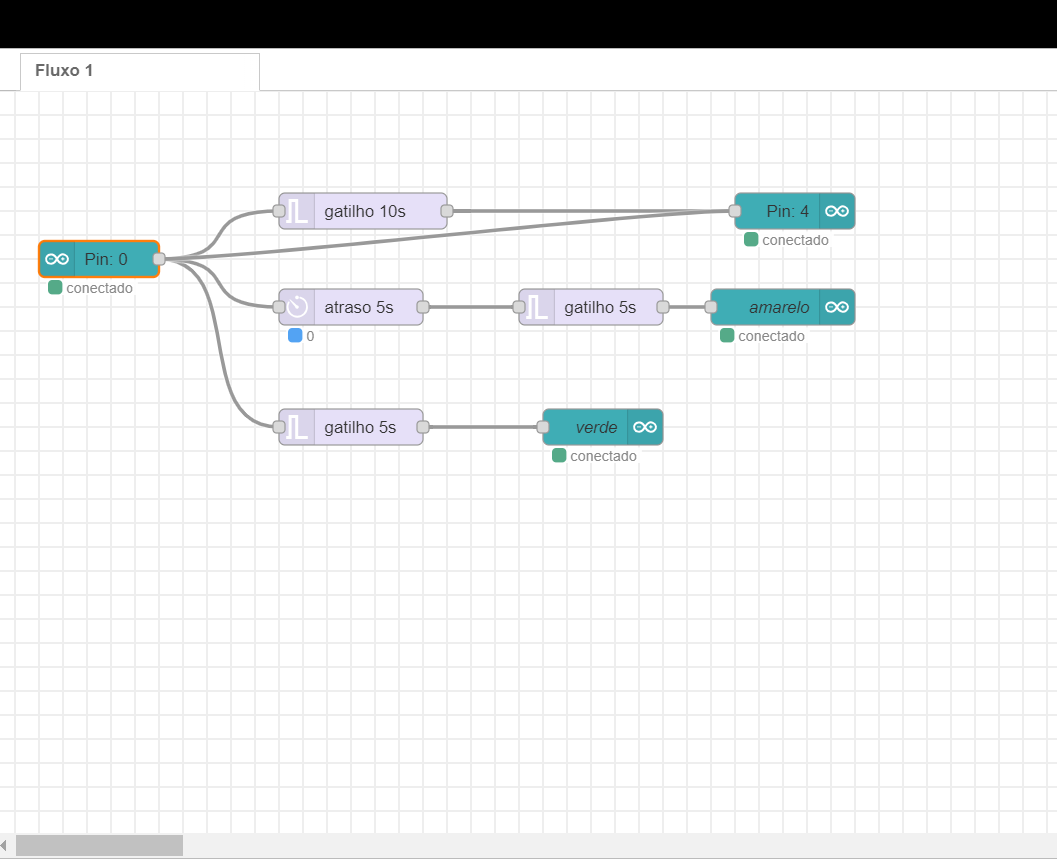 Fluxo 1
gatilho 10s
Pin: 4
conectado
Pin: 0
conectado
atraso 5s
0
gatilho 5s
amarelo
conectado
gatilho 5s
verde
conectado